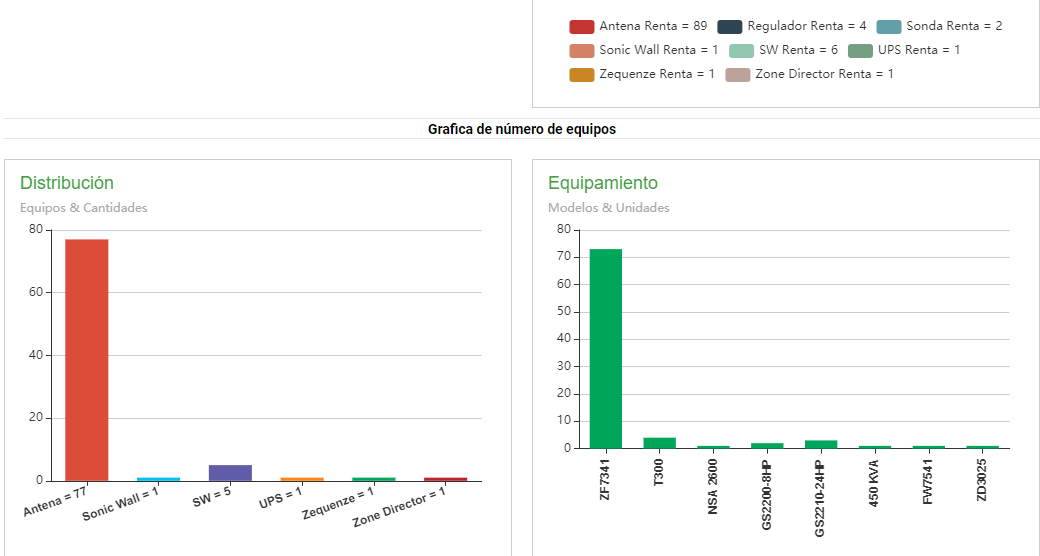 Antena Renta = 89 Regulador Renta = 4 Sonda Renta = 2
Sonic Wall Renta = 1 SW Renta = 6 UPS Renta = 1
Zequenze Renta = 1 Zone Director Renta = 1
Grafica de número de equipos
Distribución
Equipos & Cantidades
80
60
40
20
0
Antena = 77
Sonic Wall = 1
SW = 5
UPS = 1
Zequenze = 1
Zone Director = 1
Equipamiento
Modelos & Unidades
80
70
60
50
40
30
20
10
0
ZF7341
T300
NSA 2600
GS2200-8HP
GS2210-24HP
450 KVA
FW7541
ZD3025